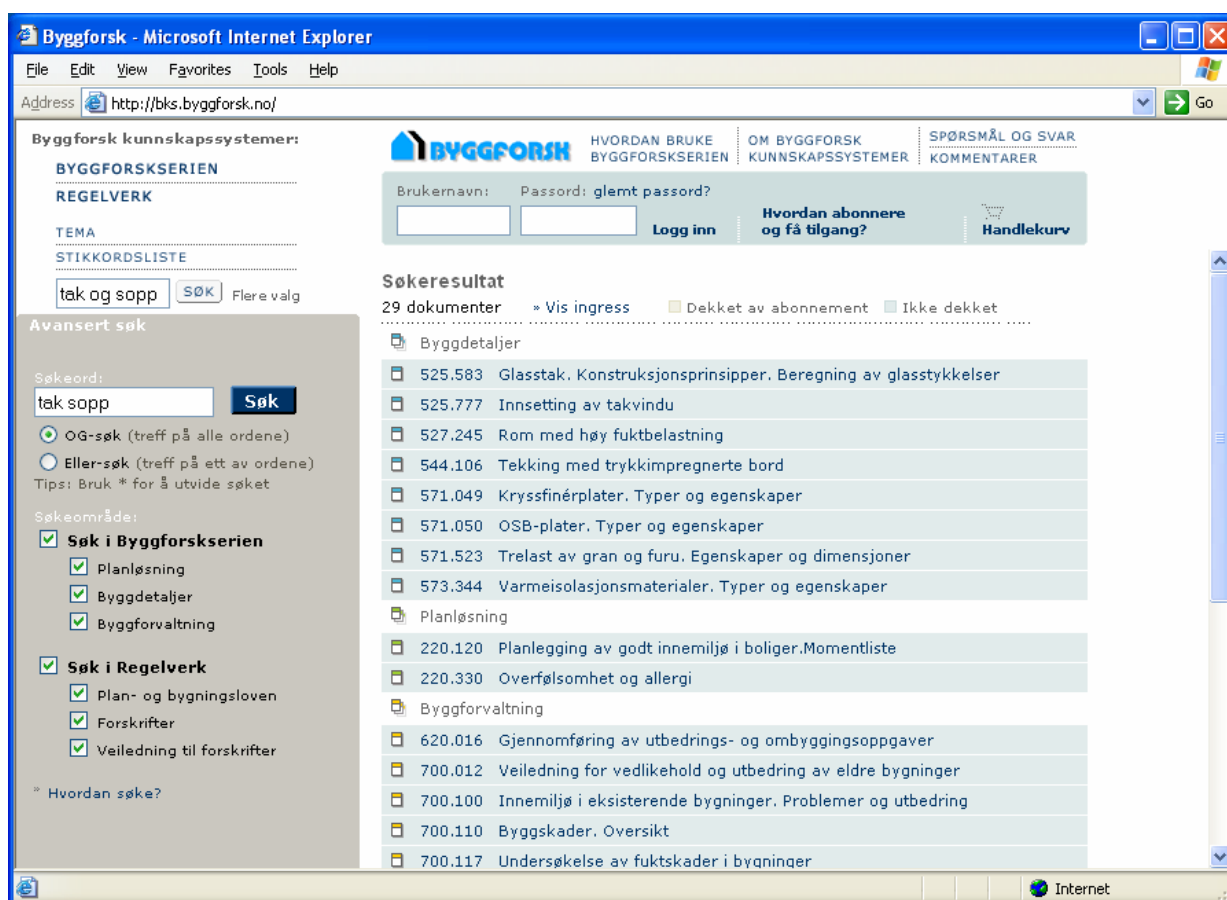 Byggforsk - Microsoft Internet Explorer
File Edit View Favorites Tools Help
Address http://bks.byggforsk.no/ Go
Byggforsk kunnskapssystemer:
BYGGFORSKSERIEN
REGELVERK
TEMA
STIKKORDSLISTE
tak og sopp SØK Flere valg
Avansert søk
Søkeord:
tak sopp Søk
OG-søk (treff på alle ordene)
Eller-søk (treff på ett av ordene)
Tips: Bruk * for å utvide søket
Søkeområde:
Søk i Byggforskserien
Planløsning
Byggdetaljer
Byggforvaltning
Søk i Regelverk
Plan- og bygningsloven
Forskrifter
Veiledning til forskrifter
» Hvordan søke?
BYGGFORSK
HVORDAN BRUKE
BYGGFORSKSERIEN
OM BYGGFORSK
KUNNSKAPSSYSTEMER
SPØRSMÅL OG SVAR
KOMMENTARER
Brukernavn: Passord: glemt passord?
Logg inn
Hvordan abonnere
og få tilgang?
Handlekurv
Søkeresultat
29 dokumenter » Vis ingress Dekket av abonnement Ikke dekket
Byggdetaljer
525.583 Glasstak. Konstruksjonsprinsipper. Beregning av glasstykkelser
525.777 Innsetting av takvindu
527.245 Rom med høy fuktbelastning
544.106 Tekking med trykkimpregnerte bord
571.049 Kryssfinérplater. Typer og egenskaper
571.050 OSB-plater. Typer og egenskaper
571.523 Trelast av gran og furu. Egenskaper og dimensjoner
573.344 Varmeisolasjonsmaterialer. Typer og egenskaper
Planløsning
220.120 Planlegging av godt innemiljø i boliger.Momentliste
220.330 Overfølsomhet og allergi
Byggforvaltning
620.016 Gjennomføring av utbedrings- og ombyggingsoppgaver
700.012 Veiledning for vedlikehold og utbedring av eldre bygninger
700.100 Innemiljø i eksisterende bygninger. Problemer og utbedring
700.110 Byggskader. Oversikt
700.117 Undersøkelse av fuktskader i bygninger
Internet